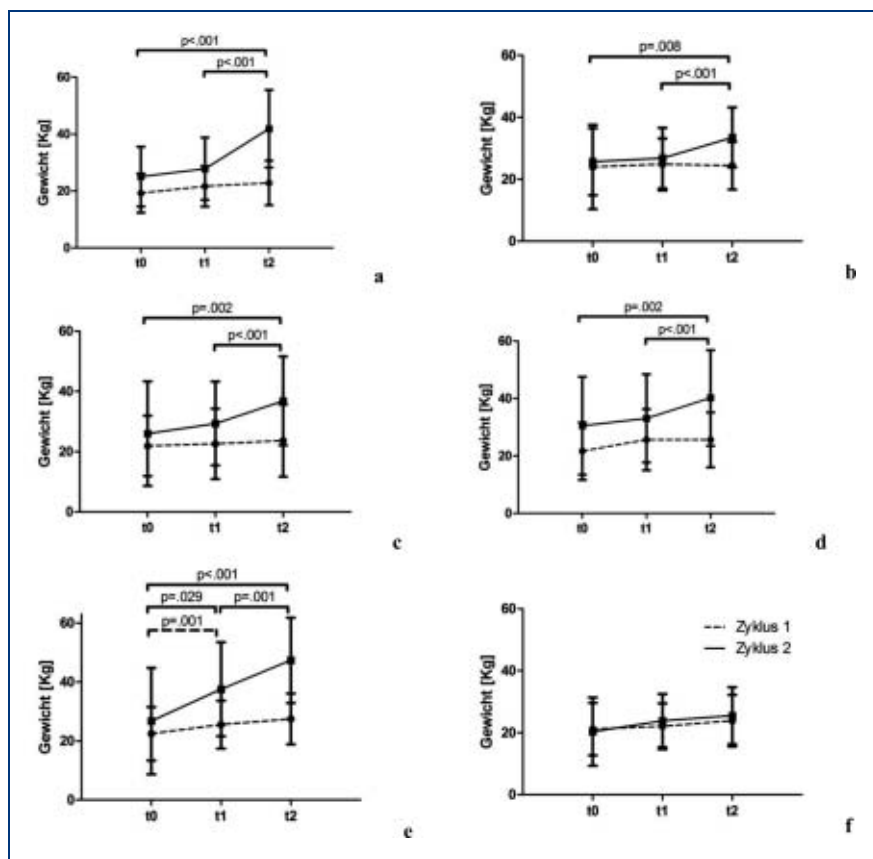 p<.001
p<.001
60
40
20
0
Gewicht [Kg]
t0 t1 t2
a
p=.008
p<.001
60
40
20
0
Gewicht [Kg]
t0 t1 t2
b
p=.002
p<.001
60
40
20
0
Gewicht [Kg]
t0 t1 t2
c
p=.002
p<.001
60
40
20
0
Gewicht [Kg]
t0 t1 t2
d
p<.001
p=.029 p=.001
p=.001
60
40
20
0
Gewicht [Kg]
t0 t1 t2
e
60
40
20
0
Gewicht [Kg]
Zyklus 1
Zyklus 2
t0 t1 t2
f